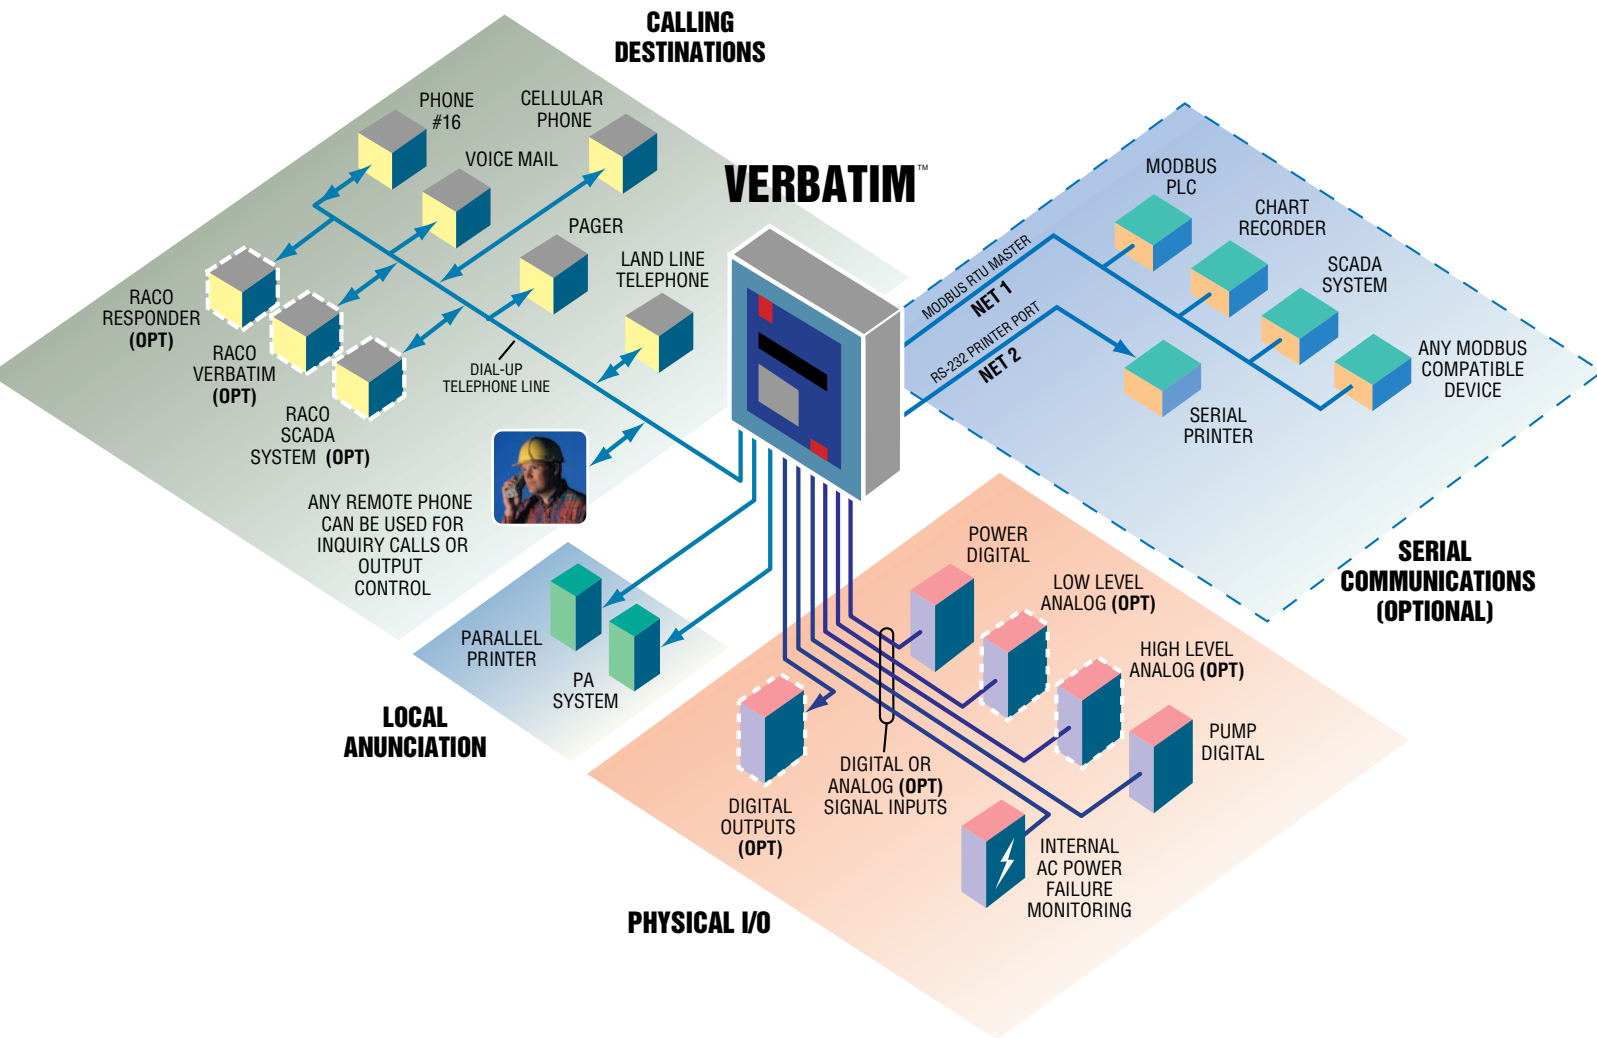 CALLING
DESTINATIONS
PHONE
#16
CELLULAR
PHONE
VOICE MAIL
PAGER
LAND LINE
TELEPHONE
RACO
RESPONDER
(OPT)
RACO
VERBATIM
(OPT)
RACO
SCADA
SYSTEM (OPT)
DIAL-UP
TELEPHONE LINE
ANY REMOTE PHONE
CAN BE USED FOR
INQUIRY CALLS OR
OUTPUT
CONTROL
VERBATIM™
MODBUS RTU MASTER
NET 1
RS-232 PRINTER PORT
NET 2
MODBUS
PLC
CHART
RECORDER
SCADA
SYSTEM
ANY MODBUS
COMPATIBLE
DEVICE
SERIAL
PRINTER
SERIAL
COMMUNICATIONS
(OPTIONAL)
PARALLEL
PRINTER
PA
SYSTEM
LOCAL
ANUNCIATION
POWER
DIGITAL
LOW LEVEL
ANALOG (OPT)
HIGH LEVEL
ANALOG (OPT)
PUMP
DIGITAL
DIGITAL OR
ANALOG (OPT)
SIGNAL INPUTS
DIGITAL
OUTPUTS
(OPT)
INTERNAL
AC POWER
FAILURE
MONITORING
PHYSICAL I/O